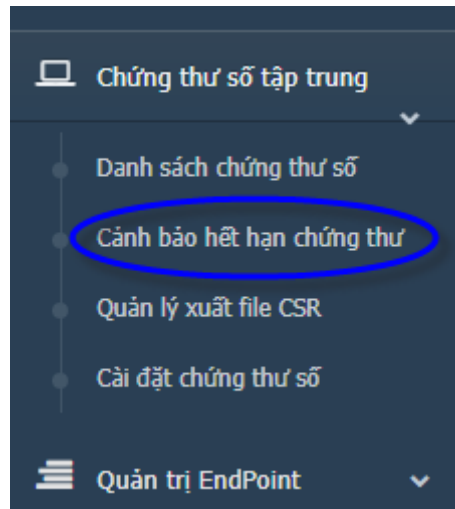 Chứng thư số tập trung
Danh sách chứng thư số
Cảnh báo hết hạn chứng thư
Quản lý xuất file CSR
Cài đặt chứng thư số
Quản trị EndPoint